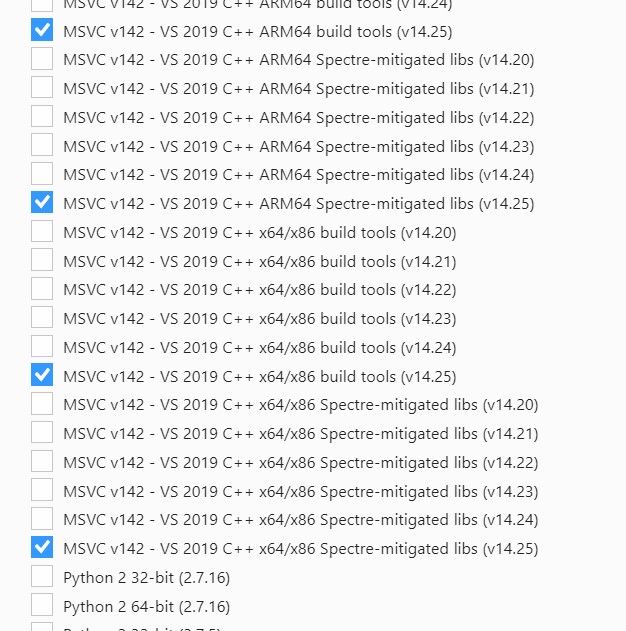 MSVC v142 - VS 2019 C++ ARM64 build tools (v14.24)
MSVC v142 - VS 2019 C++ ARM64 build tools (v14.25)
MSVC v142 - VS 2019 C++ ARM64 Spectre-mitigated libs (v14.20)
MSVC v142 - VS 2019 C++ ARM64 Spectre-mitigated libs (v14.21)
MSVC v142 - VS 2019 C++ ARM64 Spectre-mitigated libs (v14.22)
MSVC v142 - VS 2019 C++ ARM64 Spectre-mitigated libs (v14.23)
MSVC v142 - VS 2019 C++ ARM64 Spectre-mitigated libs (v14.24)
MSVC v142 - VS 2019 C++ ARM64 Spectre-mitigated libs (v14.25)
MSVC v142 - VS 2019 C++ x64/x86 build tools (v14.20)
MSVC v142 - VS 2019 C++ x64/x86 build tools (v14.21)
MSVC v142 - VS 2019 C++ x64/x86 build tools (v14.22)
MSVC v142 - VS 2019 C++ x64/x86 build tools (v14.23)
MSVC v142 - VS 2019 C++ x64/x86 build tools (v14.24)
MSVC v142 - VS 2019 C++ x64/x86 build tools (v14.25)
MSVC v142 - VS 2019 C++ x64/x86 Spectre-mitigated libs (v14.20)
MSVC v142 - VS 2019 C++ x64/x86 Spectre-mitigated libs (v14.21)
MSVC v142 - VS 2019 C++ x64/x86 Spectre-mitigated libs (v14.22)
MSVC v142 - VS 2019 C++ x64/x86 Spectre-mitigated libs (v14.23)
MSVC v142 - VS 2019 C++ x64/x86 Spectre-mitigated libs (v14.24)
MSVC v142 - VS 2019 C++ x64/x86 Spectre-mitigated libs (v14.25)
Python 2 32-bit (2.7.16)
Python 2 64-bit (2.7.16)